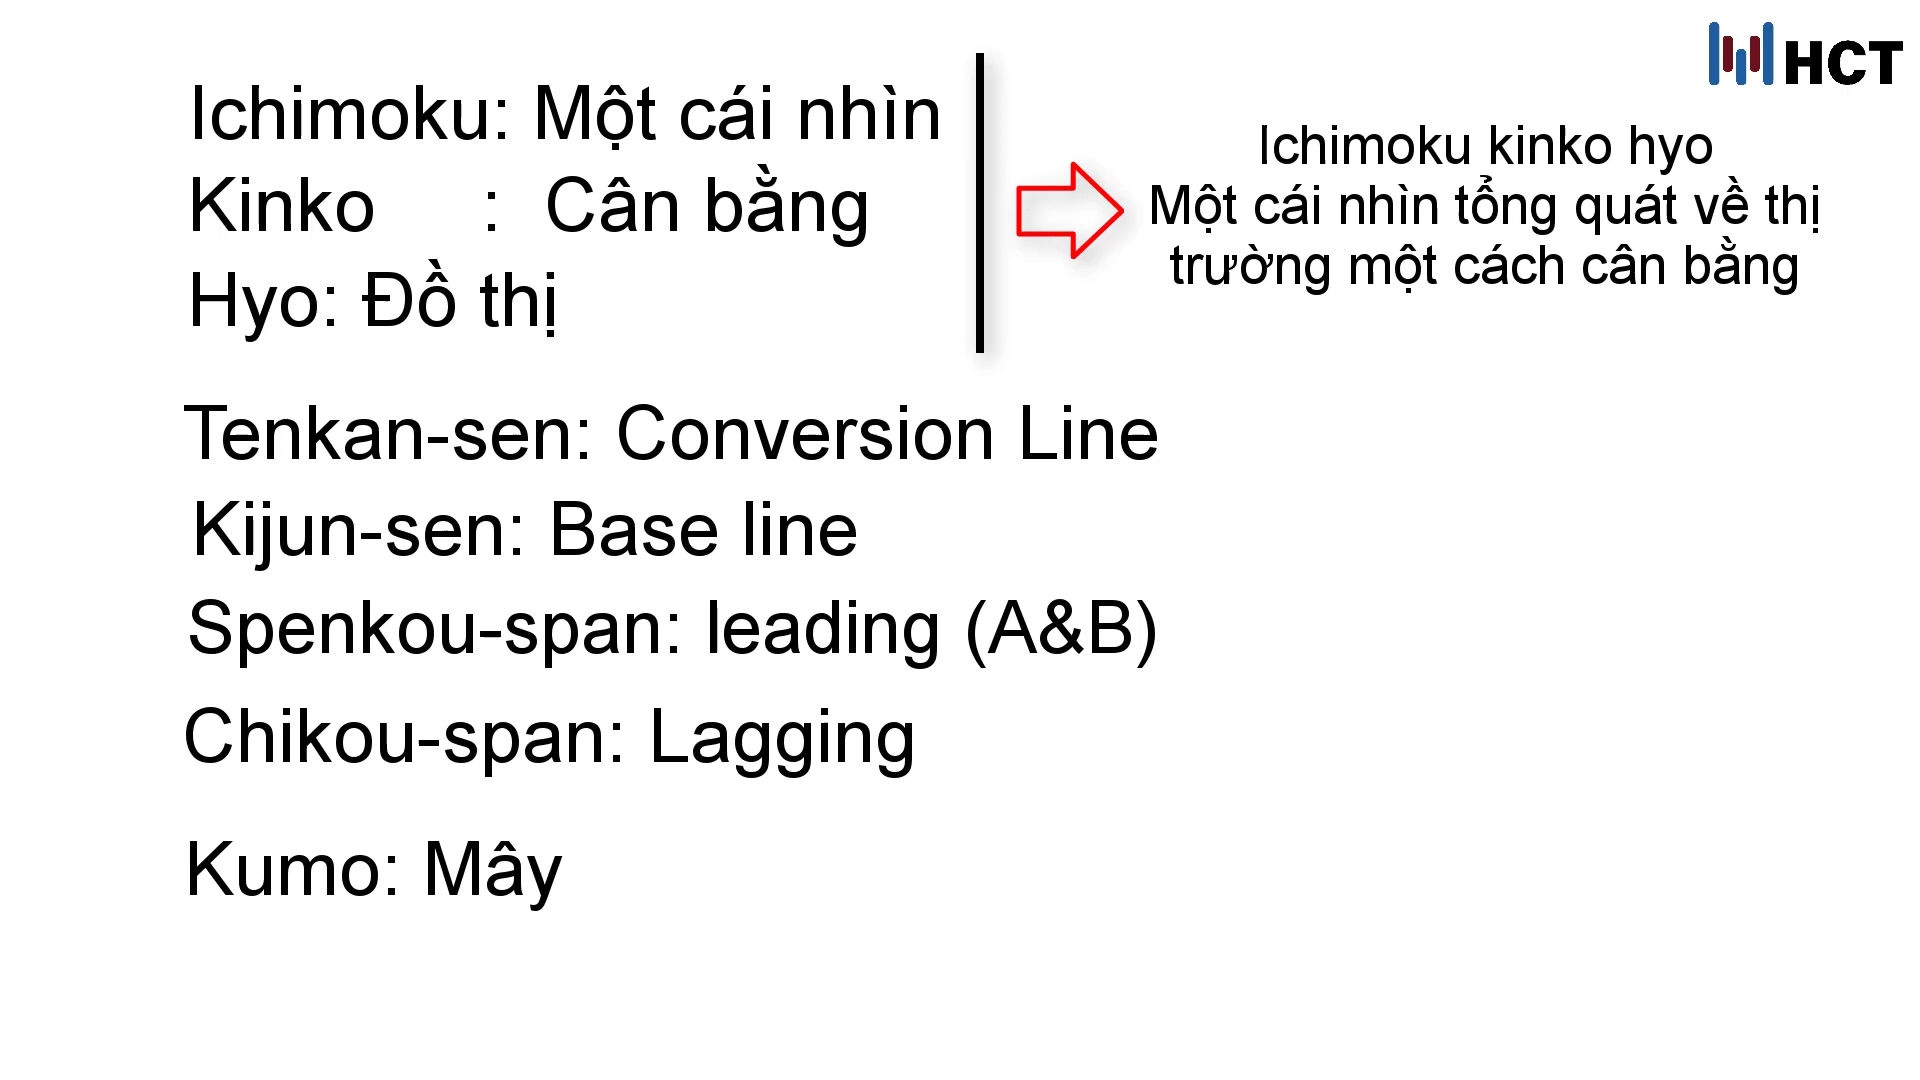 HCT
Ichimoku: Một cái nhìn
Kinko : Cân bằng
Hyo: Đồ thị
Ichimoku kinko hyo
Một cái nhìn tổng quát về thị
trường một cách cân bằng
Tenkan-sen: Conversion Line
Kijun-sen: Base line
Spenkou-span: leading (A&B)
Chikou-span: Lagging
Kumo: Mây